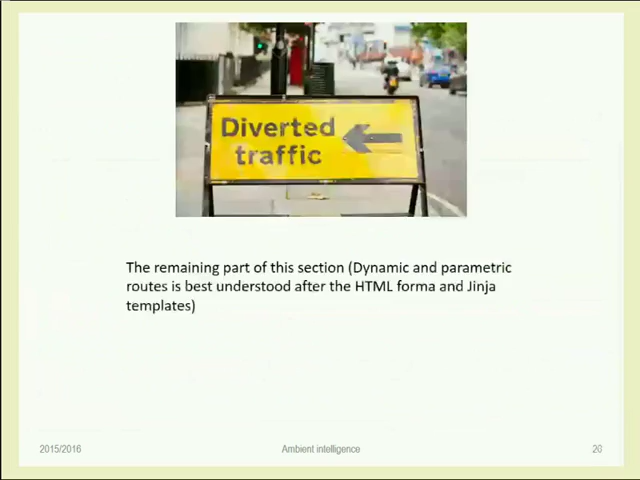 Diverted
traffic
The remaining part of this section (Dynamic and parametric
routes is best understood after the HTML forma and Jinja
templates)
2015/2016
Ambient intelligence
20